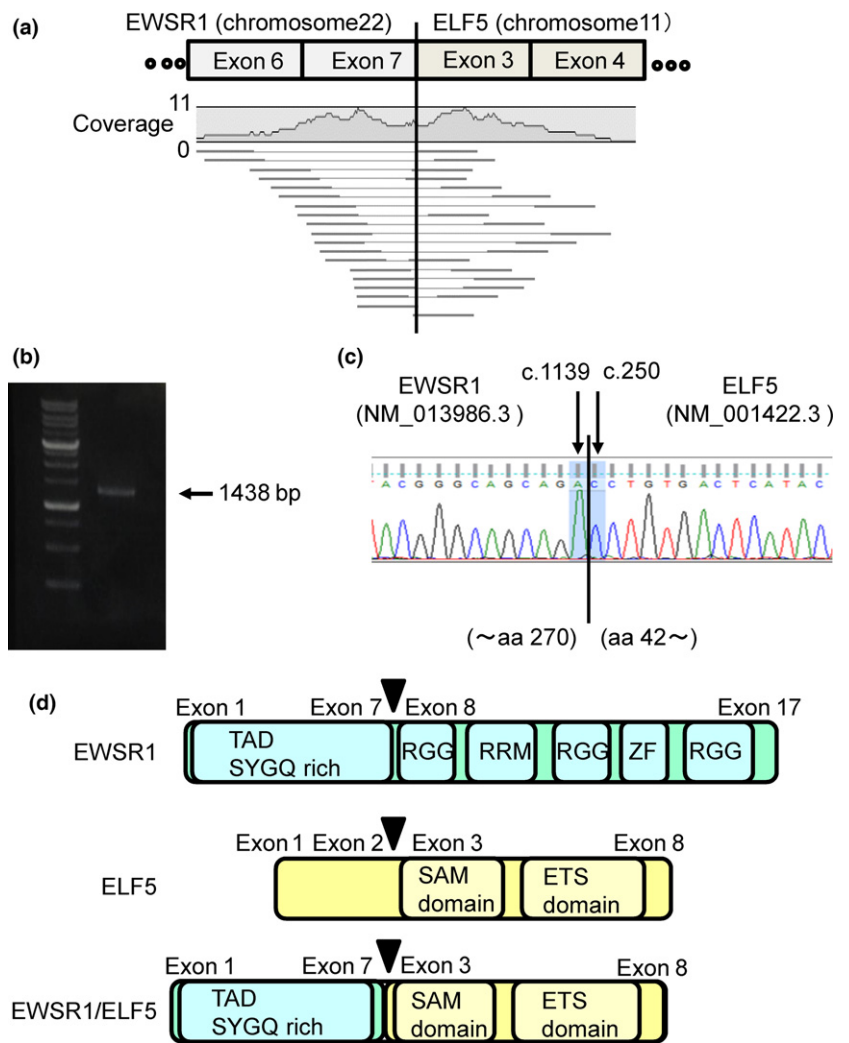 (a)
EWSR1 (chromosome22) ELF5 (chromosome11)
Exon 6 Exon 7 Exon 3 Exon 4
11
Coverage
0
(b)
1438 bp
(c)
c.1139 c.250
EWSR1 ELF5
(NM_013986.3) (NM_001422.3)
TACGGGCAGCAGACCTGTGACTCATAC
(~aa 270) (aa 42~)
(d)
Exon 1 Exon 7 Exon 8 Exon 17
EWSR1
TAD
SYGQ rich
RGG RRM RGG ZF RGG
Exon 1 Exon 2 Exon 3 Exon 8
ELF5
SAM
domain
ETS
domain
Exon 1 Exon 7 Exon 3 Exon 8
EWSR1/ELF5
TAD
SYGQ rich
SAM
domain
ETS
domain